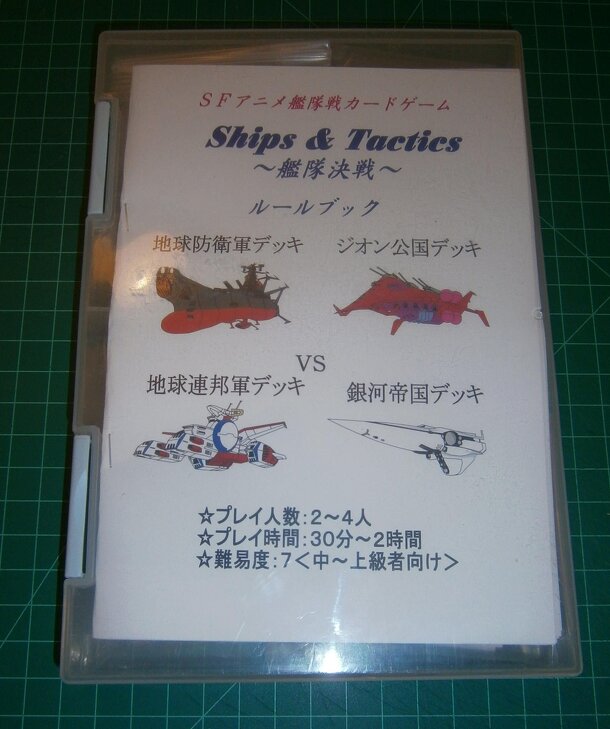 SFアニメ艦隊戦カードゲーム
Ships & Tactics
～艦隊決戦～
ルールブック
地球防衛軍デッキ ジオン公国デッキ
VS
地球連邦軍デッキ 銀河帝国デッキ
☆プレイ人数:2～4人
☆プレイ時間:30分～2時間
☆難易度:7<中～上級者向け>